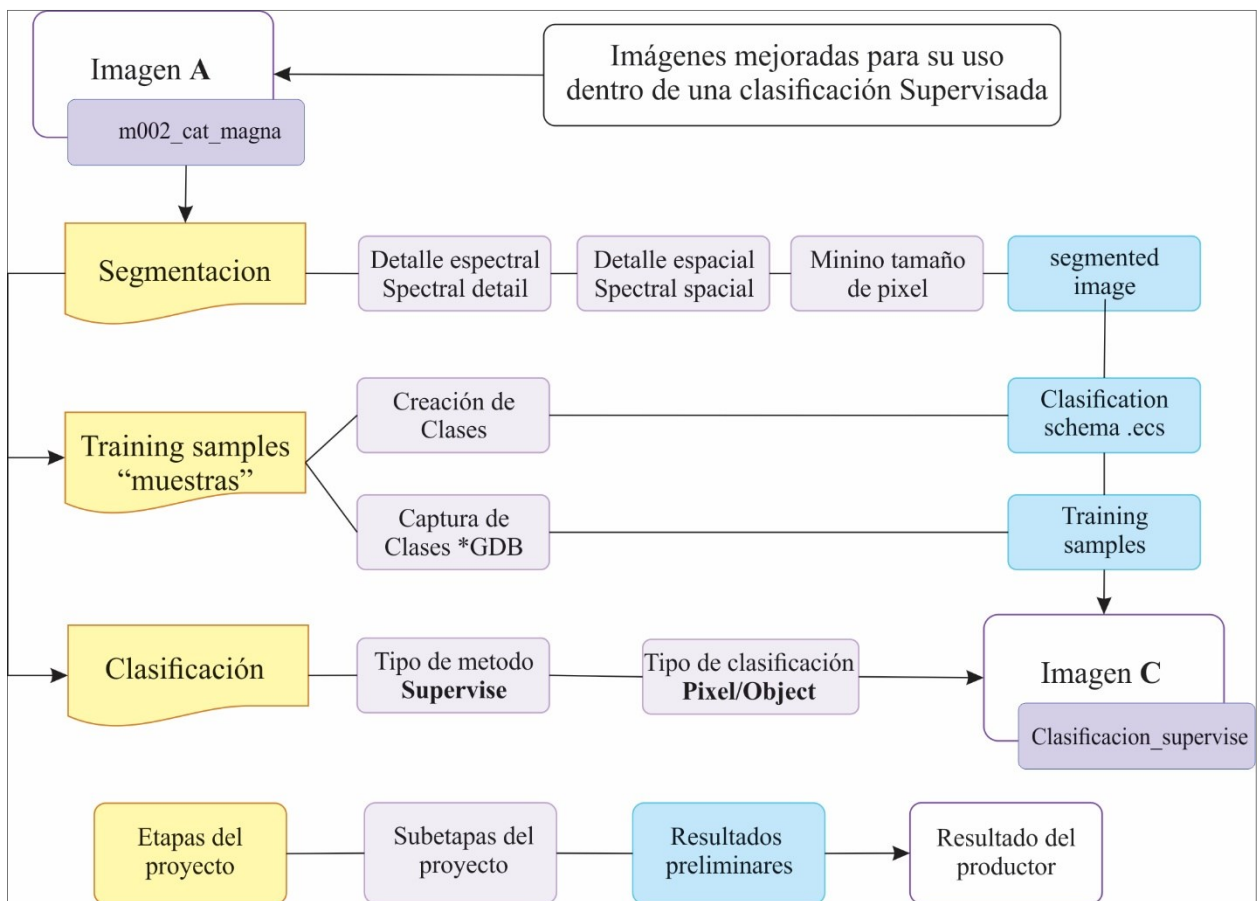 Imagen A
m002_cat_magna
Imágenes mejoradas para su uso
dentro de una clasificación Supervisada
Segmentacion
Detalle espectral
Spectral detail
Detalle espacial
Spectral spacial
Minino tamaño
de pixel
segmented
image
Training samples
“muestras”
Creación de
Clases
Clasification
schema .ecs
Captura de
Clases *GDB
Training
samples
Clasificación
Tipo de metodo
Supervise
Tipo de clasificación
Pixel/Object
Imagen C
Clasificacion_supervise
Etapas del
proyecto
Subetapas del
proyecto
Resultados
preliminares
Resultado del
productor